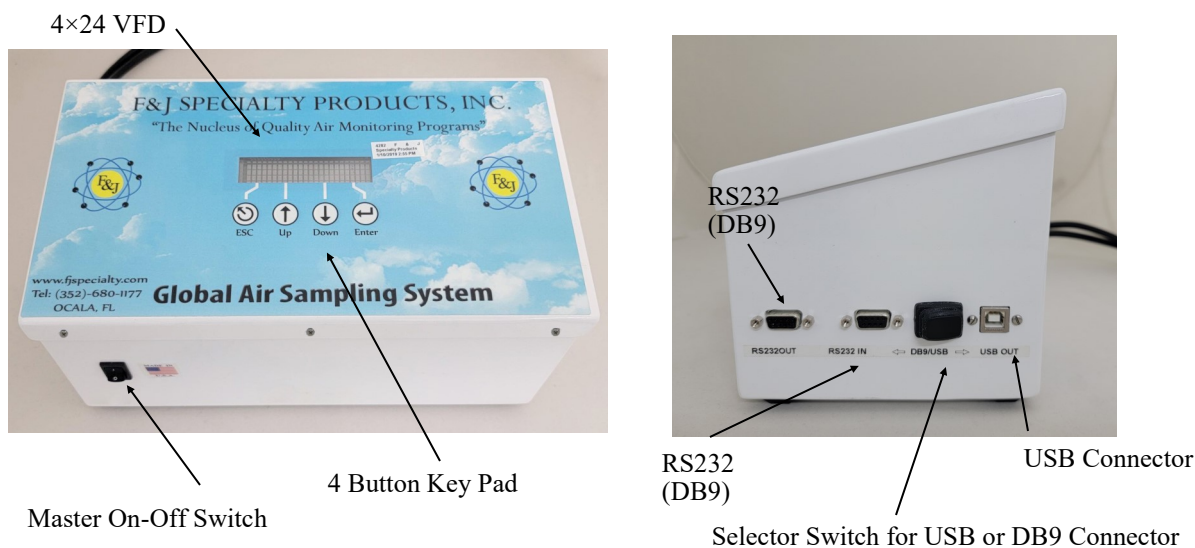 4×24 VFD
F&J SPECIALTY PRODUCTS, INC.
"The Nucleus of Quality Air Monitoring Programs"
F & J
Specialty Products
F&J
F&J
ESC Up Down Enter
www.fjspecialty.com
Tel: (352)-680-1177
OCALA, FL
Global Air Sampling System
4 Button Key Pad
Master On-Off Switch
RS232
(DB9)
RS232OUT
RS232 IN
DB9/USB
USB OUT
RS232
(DB9)
USB Connector
Selector Switch for USB or DB9 Connector